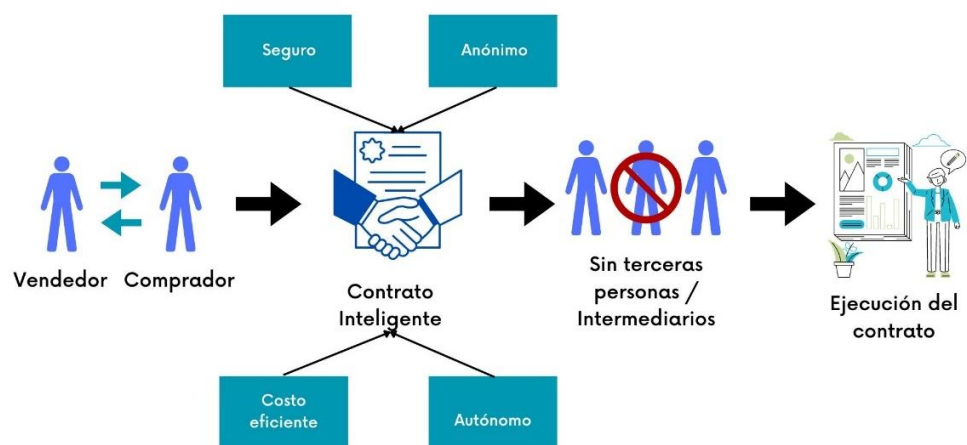 Seguro
Anónimo
Vendedor
Comprador
Contrato
Inteligente
Sin terceras
personas /
Intermediarios
Ejecución del
contrato
Costo
eficiente
Autónomo